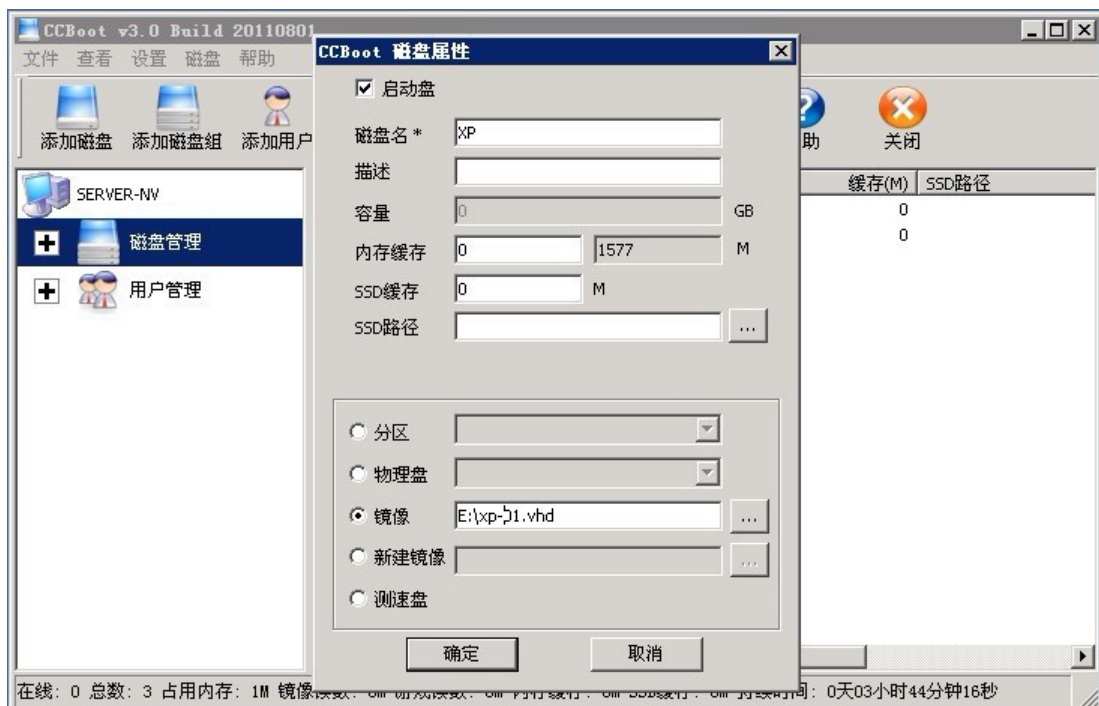 CCBoot v3.0 Build 20110801
文件 查看 设置 磁盘 帮助
添加磁盘 添加磁盘组 添加用户
助 关闭
SERVER-NV
磁盘管理
用户管理
缓存(M) SSD路径
0
0
CCBoot 磁盘属性
启动盘
磁盘名* XP
描述
容量 0 GB
内存缓存 0 1577 M
SSD缓存 0 M
SSD路径 ...
分区
物理盘
镜像 E:\xp-01.vhd ...
新建镜像 ...
测速盘
确定 取消
在线: 0 总数: 3 占用内存: 1M 0天03小时44分钟16秒